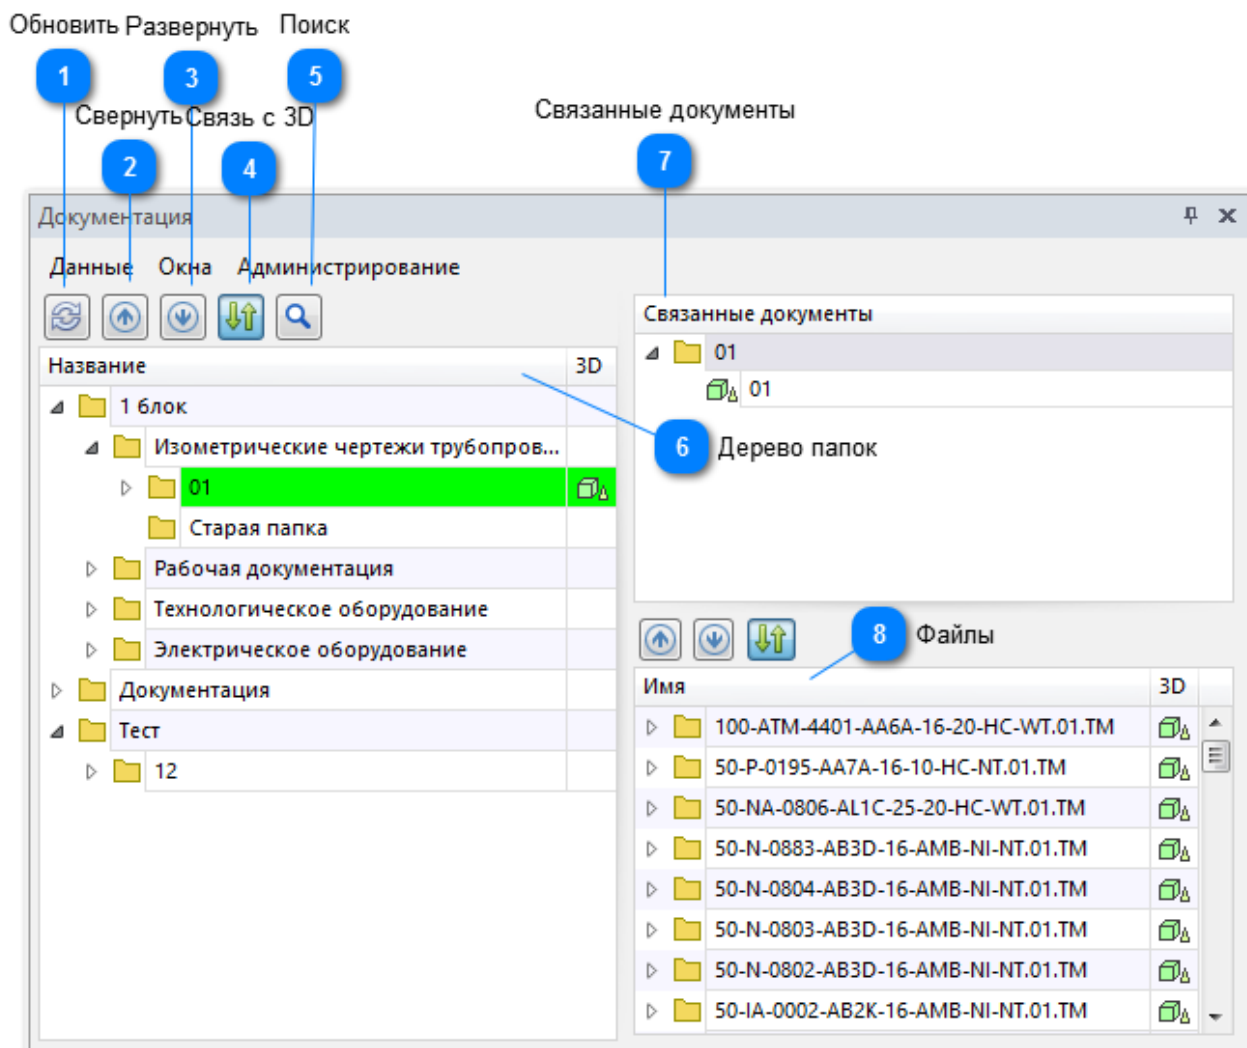 Обновить Развернуть Поиск
1 3 5
Свернуть Связь с 3D Связанные документы
2 4 7
Документация
Данные Окна Администрирование
Название 3D
1 блок
Изометрические чертежи трубопров...
01
Старая папка
Рабочая документация
Технологическое оборудование
Электрическое оборудование
Документация
Тест
12
Связанные документы
01
01
6 Дерево папок
8 Файлы
Имя 3D
100-ATM-4401-AA6A-16-20-HC-WT.01.TM
50-P-0195-AA7A-16-10-HC-NT.01.TM
50-NA-0806-AL1C-25-20-HC-WT.01.TM
50-N-0883-AB3D-16-AMB-NI-NT.01.TM
50-N-0804-AB3D-16-AMB-NI-NT.01.TM
50-N-0803-AB3D-16-AMB-NI-NT.01.TM
50-N-0802-AB3D-16-AMB-NI-NT.01.TM
50-IA-0002-AB2K-16-AMB-NI-NT.01.TM